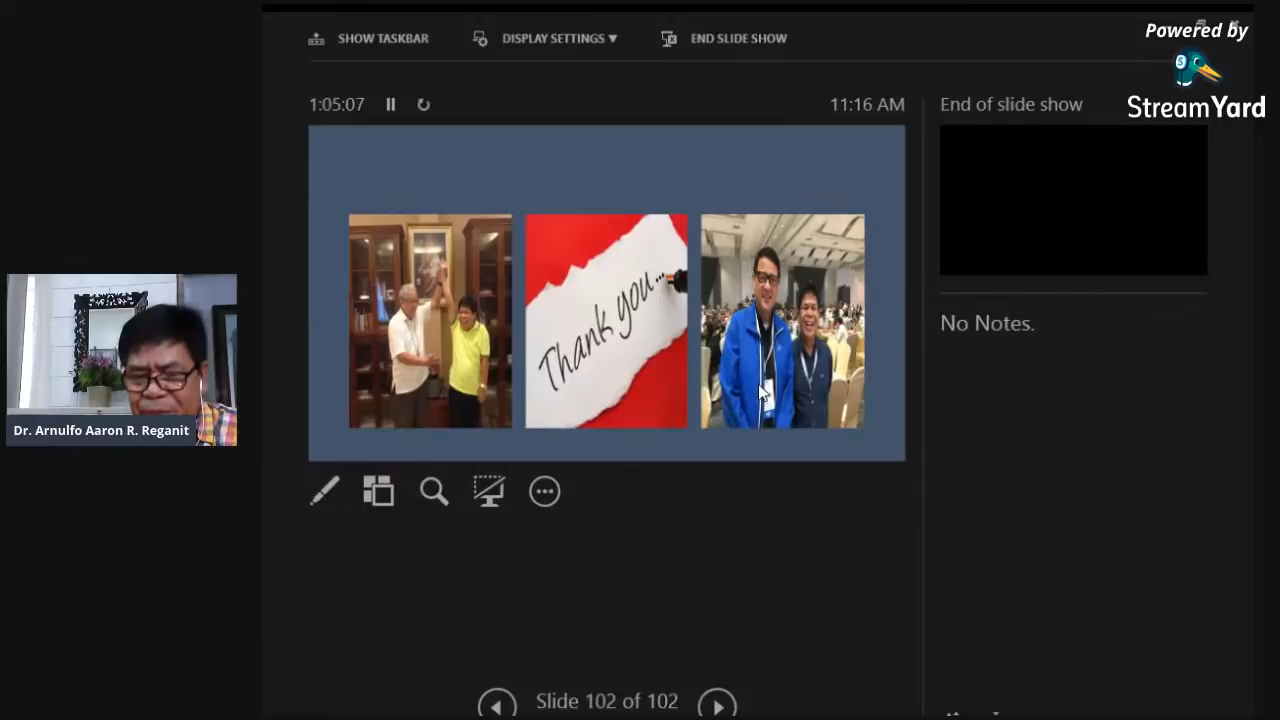 SHOW TASKBAR DISPLAY SETTINGS ▼ END SLIDE SHOW
Powered by
StreamYard
1:05:07 11:16 AM
End of slide show
Thank you...
No Notes.
Dr. Arnulfo Aaron R. Reganit
Slide 102 of 102